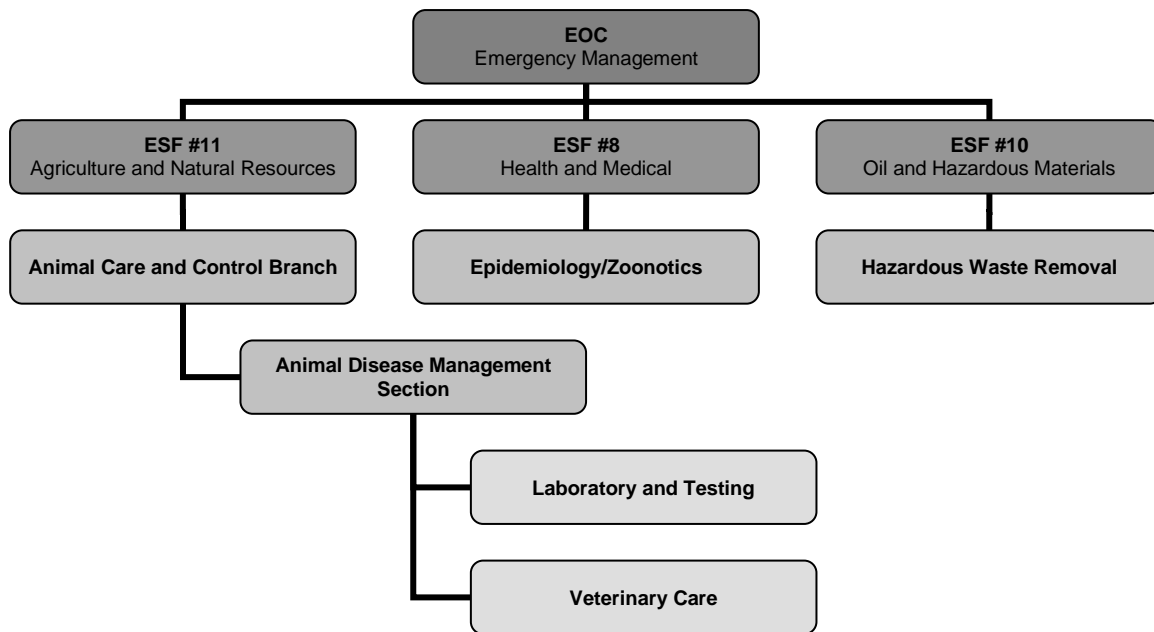 EOC
Emergency Management
ESF #11
Agriculture and Natural Resources
ESF #8
Health and Medical
ESF #10
Oil and Hazardous Materials
Animal Care and Control Branch
Epidemiology/Zoonotics
Hazardous Waste Removal
Animal Disease Management
Section
Laboratory and Testing
Veterinary Care